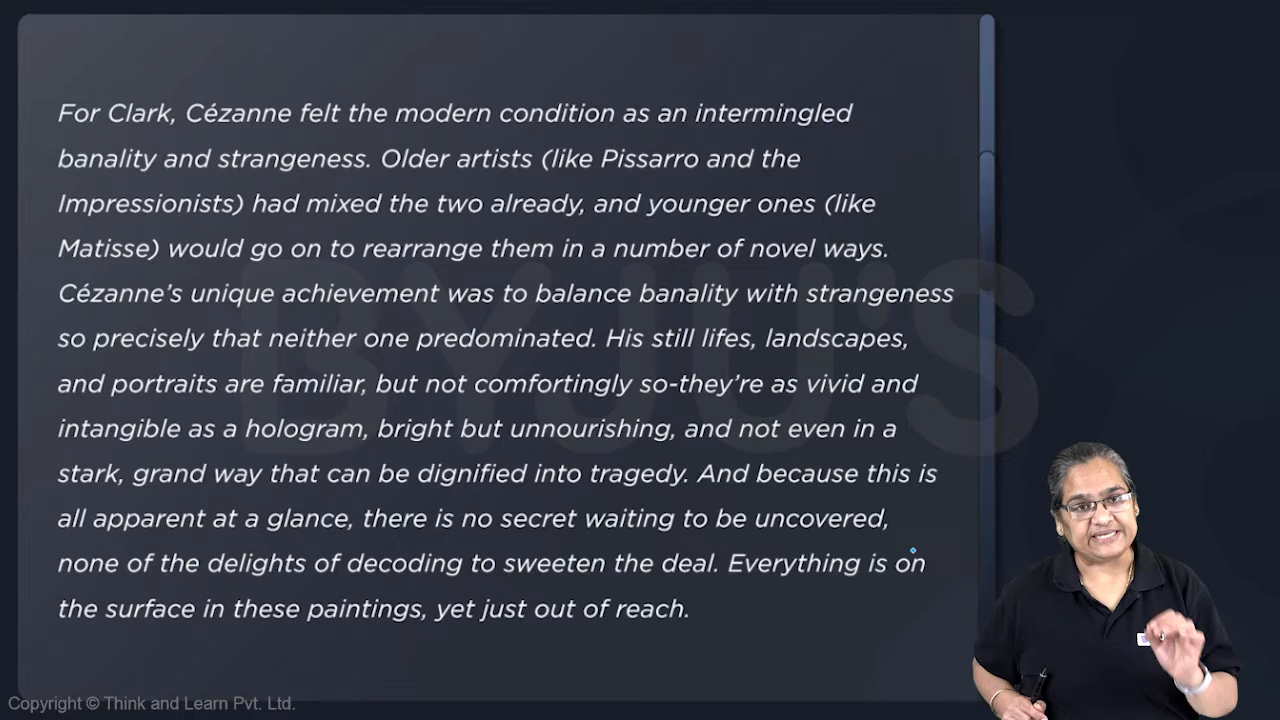 For Clark, Cézanne felt the modern condition as an intermingled
banality and strangeness. Older artists (like Pissarro and the
Impressionists) had mixed the two already, and younger ones (like
Matisse) would go on to rearrange them in a number of novel ways.
Cézanne's unique achievement was to balance banality with strangeness
so precisely that neither one predominated. His still lifes, landscapes,
and portraits are familiar, but not comfortingly so-they're as vivid and
intangible as a hologram, bright but unnourishing, and not even in a
stark, grand way that can be dignified into tragedy. And because this is
all apparent at a glance, there is no secret waiting to be uncovered,
none of the delights of decoding to sweeten the deal. Everything is on
the surface in these paintings, yet just out of reach.
BYJU'S
Copyright © Think and Learn Pvt. Ltd.